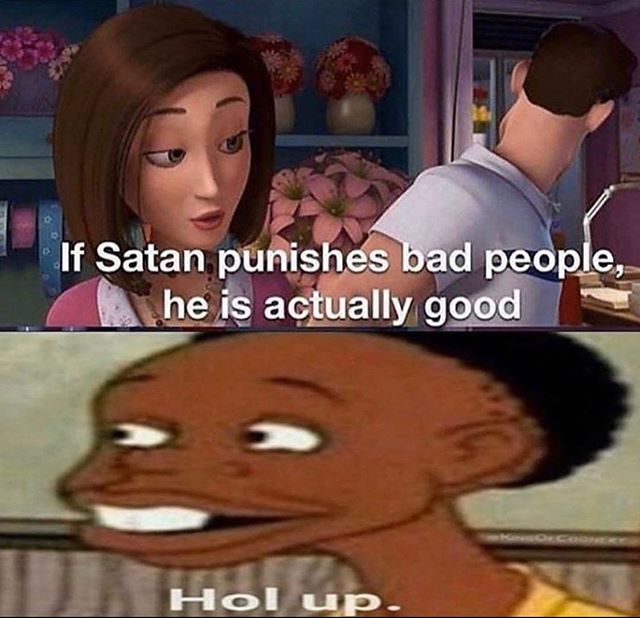 If Satan punishes bad people,
he is actually good
Hol up.